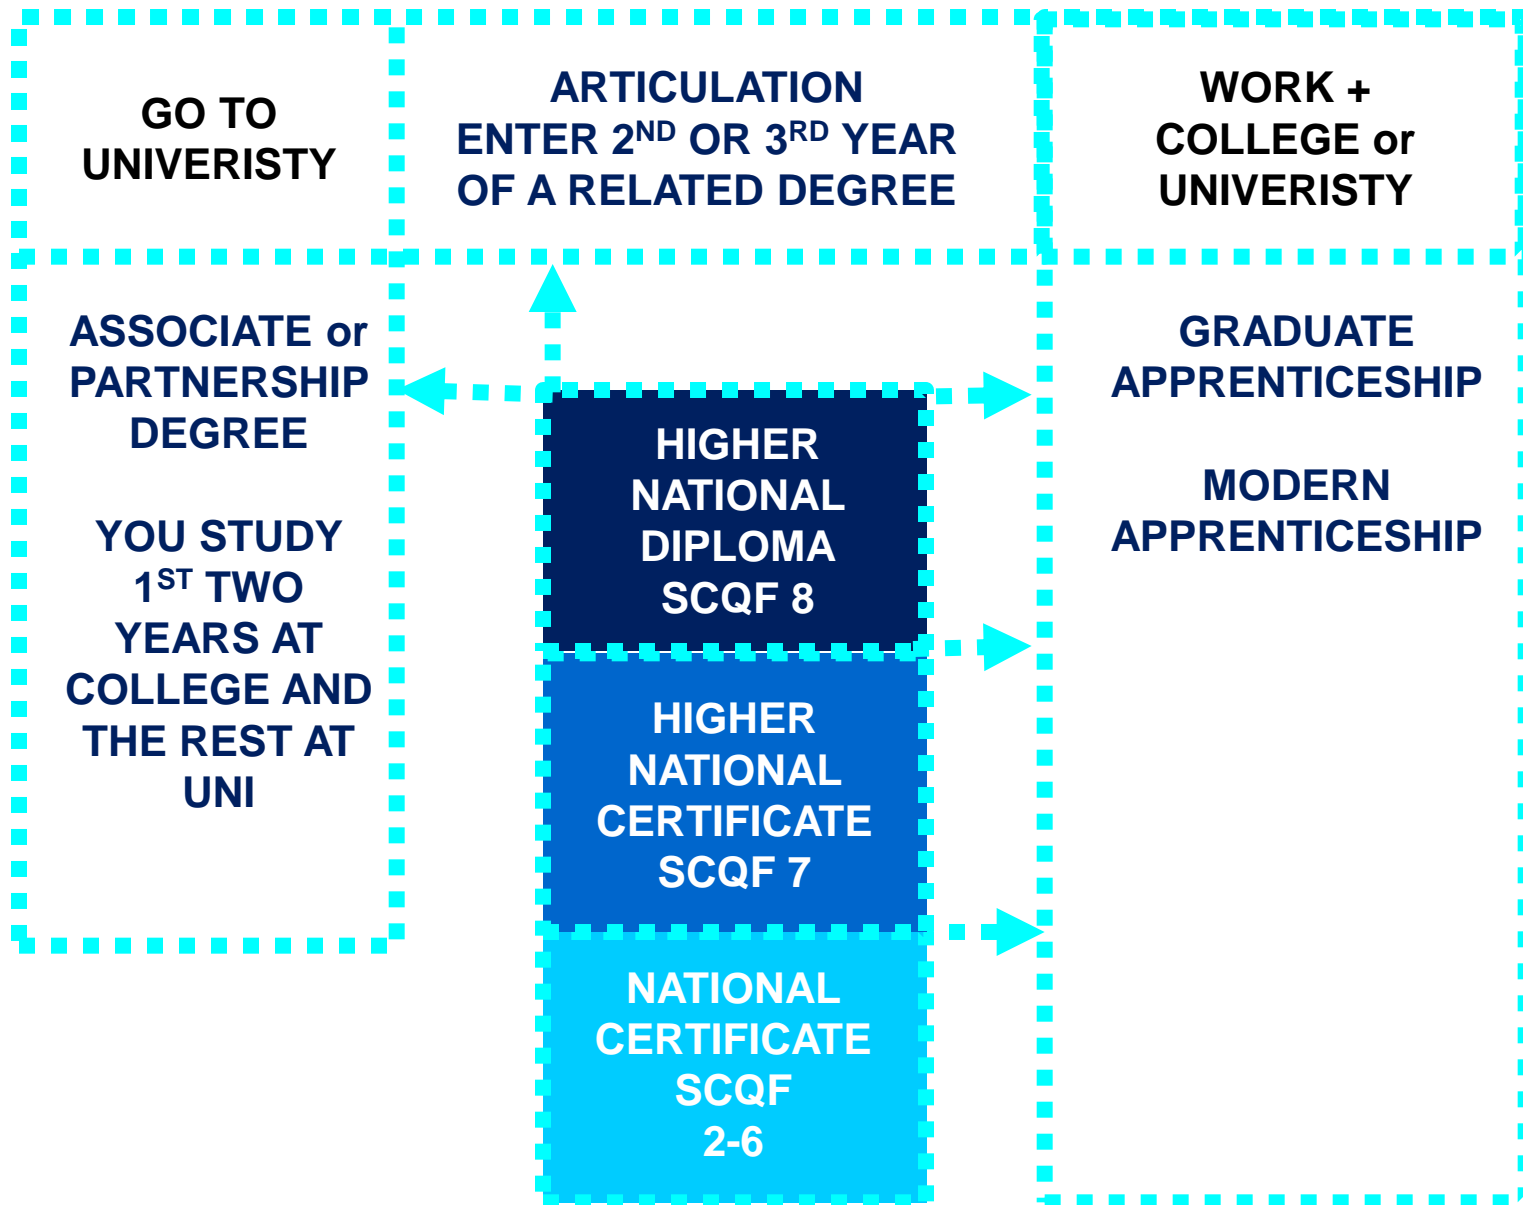 GO TO
UNIVERISTY
ARTICULATION
ENTER 2ND OR 3RD YEAR
OF A RELATED DEGREE
WORK +
COLLEGE or
UNIVERISTY
ASSOCIATE or
PARTNERSHIP
DEGREE
YOU STUDY
1ST TWO
YEARS AT
COLLEGE AND
THE REST AT
UNI
HIGHER
NATIONAL
DIPLOMA
SCQF 8
HIGHER
NATIONAL
CERTIFICATE
SCQF 7
NATIONAL
CERTIFICATE
SCQF
2-6
GRADUATE
APPRENTICESHIP
MODERN
APPRENTICESHIP